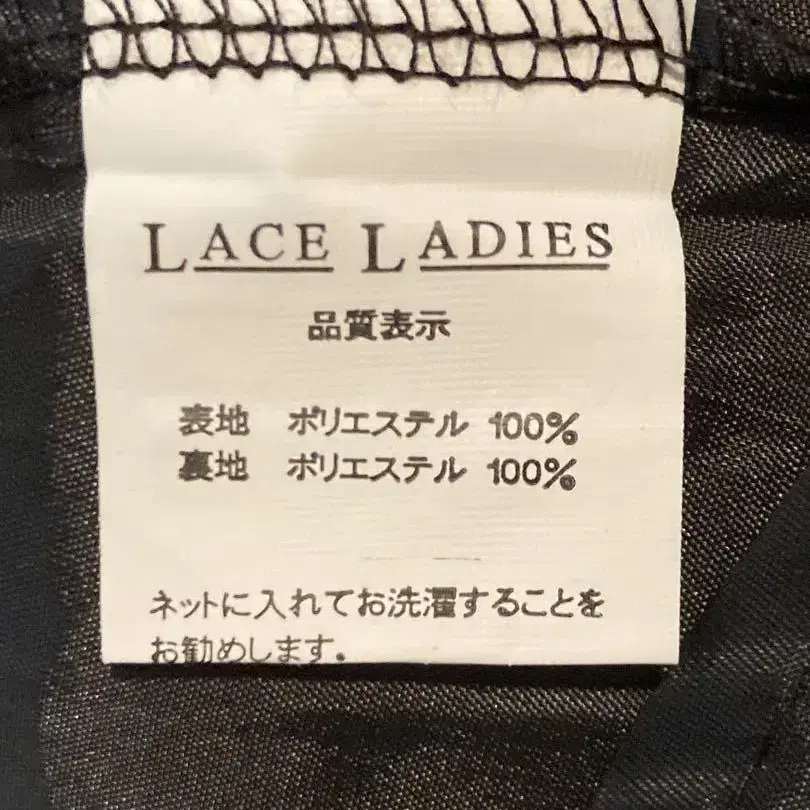 LACE LADIES
品質表示
表地 ポリエステル 100%
裏地 ポリエステル 100%
ネットに入れてお洗濯することを
お勧めします。